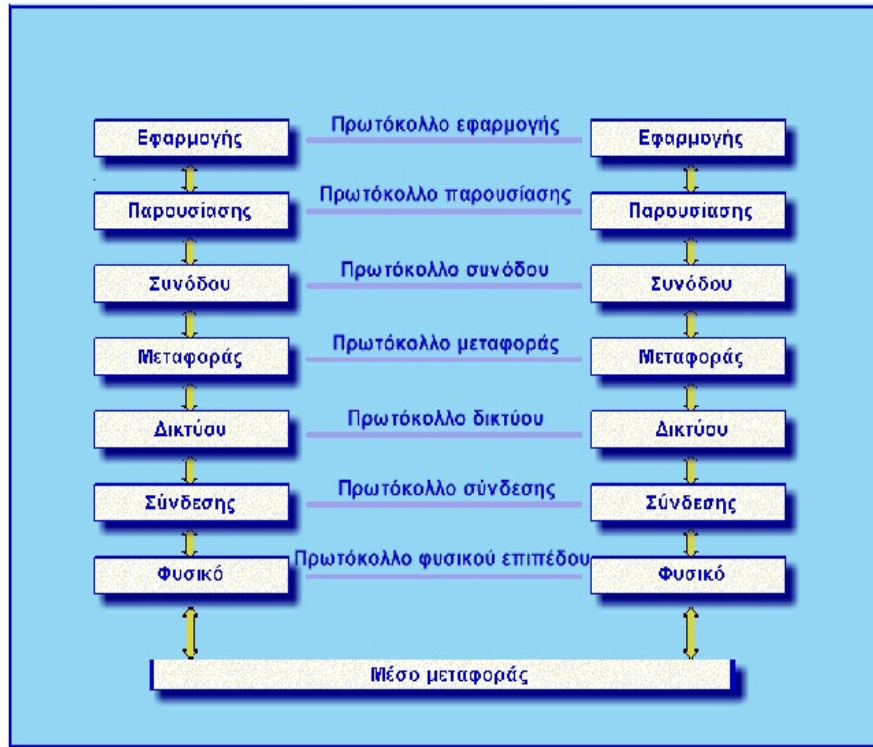 Πρωτόκολλο εφαρμογής
Εφαρμογής
Εφαρμογής
Πρωτόκολλο παρουσίασης
Παρουσίασης
Παρουσίασης
Πρωτόκολλο συνόδου
Συνόδου
Συνόδου
Πρωτόκολλο μεταφοράς
Μεταφοράς
Μεταφοράς
Πρωτόκολλο δικτύου
Δικτύου
Δικτύου
Πρωτόκολλο σύνδεσης
Σύνδεσης
Σύνδεσης
Πρωτόκολλο φυσικού επιπέδου
Φυσικό
Φυσικό
Μέσο μεταφοράς